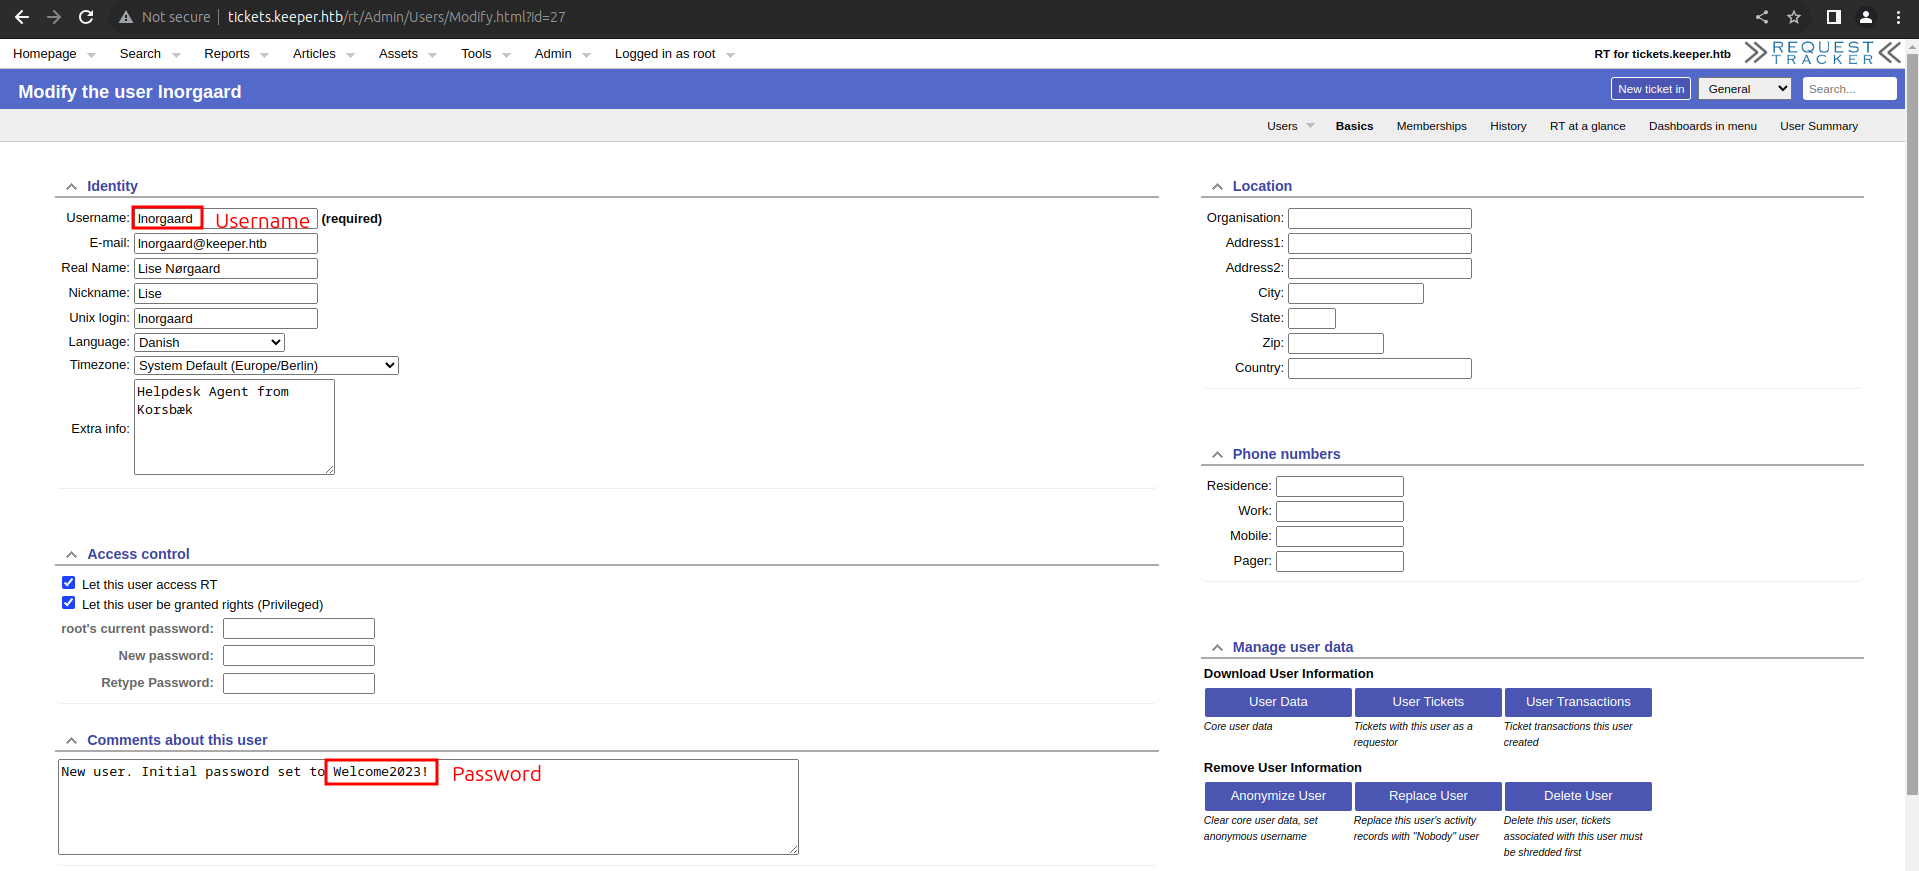 Not secure | tickets.keeper.htb/rt/Admin/Users/Modify.html?id=27
Homepage Search Reports Articles Assets Tools Admin Logged in as root
RT for tickets.keeper.htb
REQUEST TRACKER
Modify the user lnorgaard
New ticket in General Search...
Users Basics Memberships History RT at a glance Dashboards in menu User Summary
Identity
Username: lnorgaard Username (required)
E-mail: lnorgaard@keeper.htb
Real Name: Lise Nørgaard
Nickname: Lise
Unix login: lnorgaard
Language: Danish
Timezone: System Default (Europe/Berlin)
Extra info: Helpdesk Agent from
Korsbæk
Access control
Let this user access RT
Let this user be granted rights (Privileged)
root's current password:
New password:
Retype Password:
Comments about this user
New user. Initial password set to Welcome2023! Password
Location
Organisation:
Address1:
Address2:
City:
State:
Zip:
Country:
Phone numbers
Residence:
Work:
Mobile:
Pager:
Manage user data
Download User Information
User Data User Tickets User Transactions
Core user data
Tickets with this user as a
requestor
Ticket transactions this user
created
Remove User Information
Anonymize User Replace User Delete User
Clear core user data, set
anonymous username
Replace this user's activity
records with "Nobody" user
Delete this user, tickets
associated with this user must
be shredded first